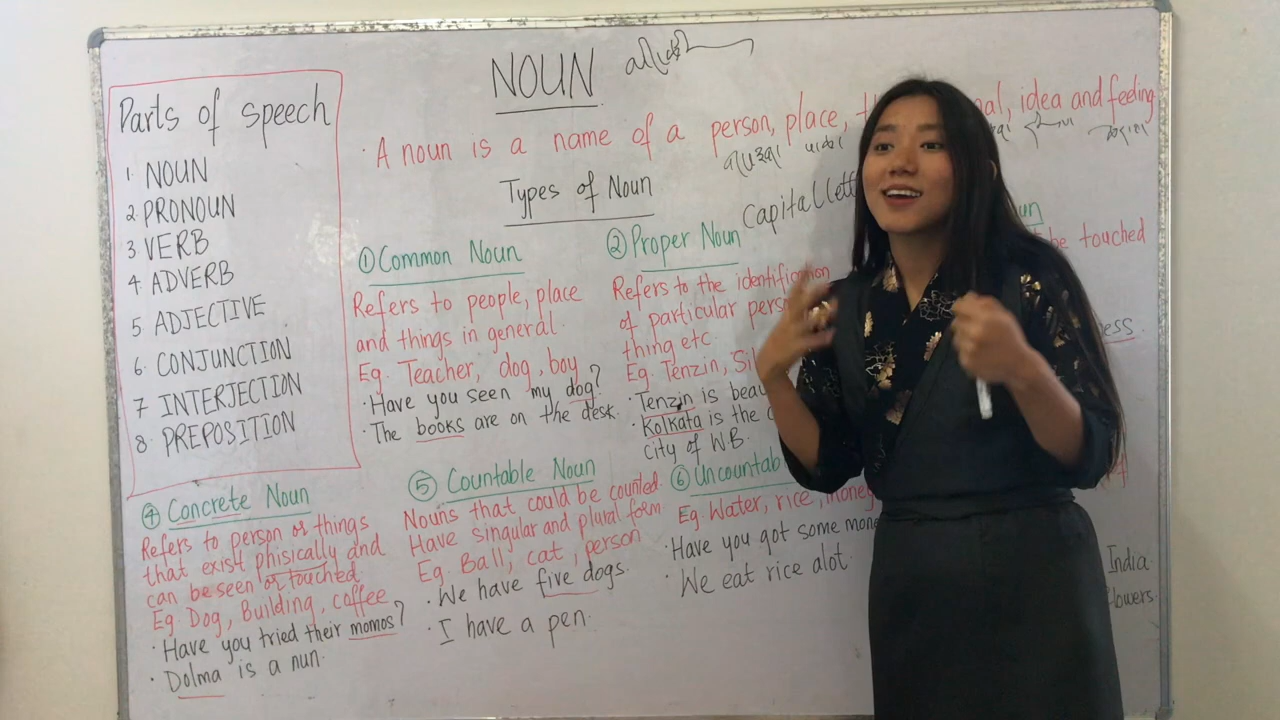 NOUN
Parts of speech
1. NOUN
2. PRONOUN
3 VERB
4. ADVERB
5 ADJECTIVE
6. CONJUNCTION
7 INTERJECTION
8. PREPOSITION
· A noun is a name of a person, place, idea and feeling
Types of Noun
① Common Noun
Refers to people, place
and things in general.
Eg. Teacher, dog, boy
· Have you seen my dog?
· The books are on the desk.
② Proper Noun
Capital
Refers to the identification
of particular
thing etc.
Eg. Tenzin,
· Tenzin is
· Kolkata is the
city of WB.
be touched
④ Concrete Noun
Refers to person or things
that exist phisically and
can be seen or touched.
Eg. Dog, Building, coffee
· Have you tried their momos?
· Dolma is a nun.
⑤ Countable Noun
Nouns that could be counted.
Have singular and plural form
Eg. Ball, cat, person
· We have five dogs.
· I have a pen.
⑥
Eg. Water, rice, money
· Have you got some
· We eat rice alot.
India.